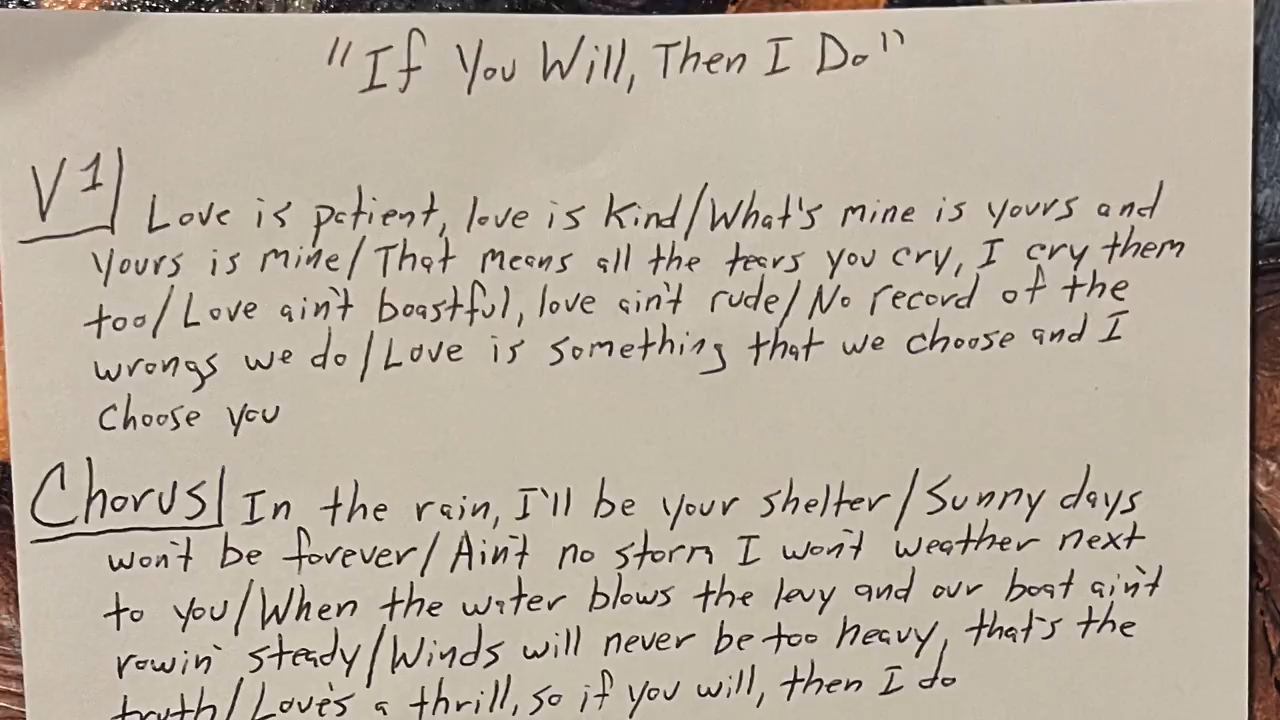 "If You Will, Then I Do"
V1/ Love is patient, love is Kind/What's mine is yours and
yours is mine/That means all the tears you cry, I cry them
too/Love ain't boastful, love ain't rude/No record of the
wrongs we do/Love is something that we choose and I
choose you
Chorus/ In the rain, I'll be your shelter/Sunny days
won't be forever/Ain't no storm I won't weather next
to you/When the water blows the levy and our boat ain't
rowin' steady/Winds will never be too heavy, that's the
truth/Love's a thrill, so if you will, then I do